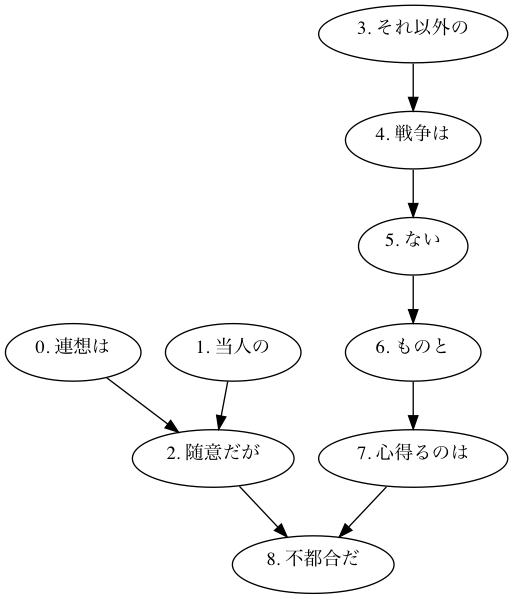 3. それ以外の
4. 戦争は
5. ない
0. 連想は
1. 当人の
6. ものと
2. 随意だが
7. 心得るのは
8. 不都合だ